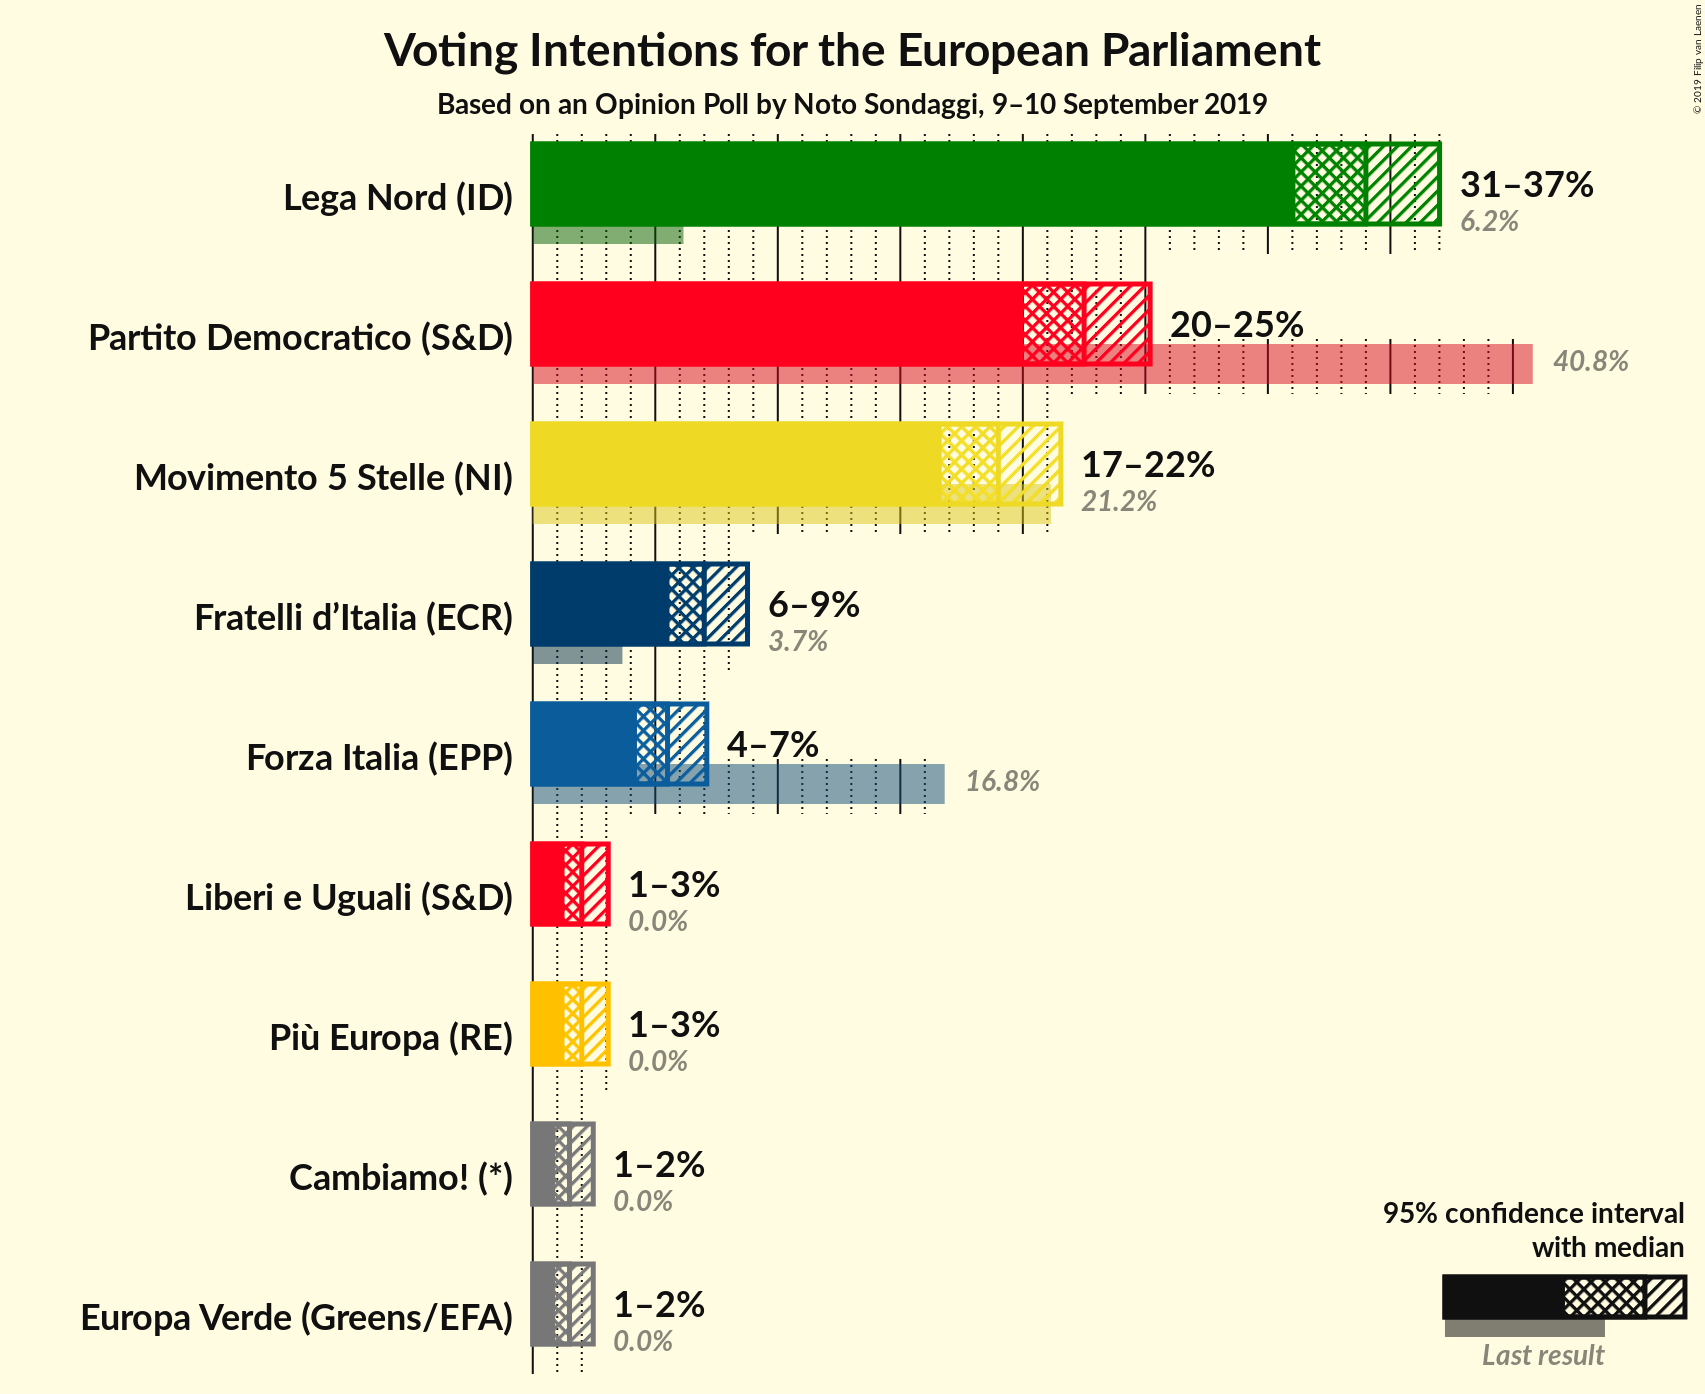 Voting Intentions for the European Parliament
Based on an Opinion Poll by Noto Sondaggi, 9–10 September 2019
© 2019 Filip van Laenen
Lega Nord (ID)
31–37%
6.2%
Partito Democratico (S&D)
20–25%
40.8%
Movimento 5 Stelle (NI)
17–22%
21.2%
Fratelli d’Italia (ECR)
6–9%
3.7%
Forza Italia (EPP)
4–7%
16.8%
Liberi e Uguali (S&D)
1–3%
0.0%
Più Europa (RE)
1–3%
0.0%
Cambiamo! (*)
1–2%
0.0%
Europa Verde (Greens/EFA)
1–2%
0.0%
95% confidence interval
with median
Last result